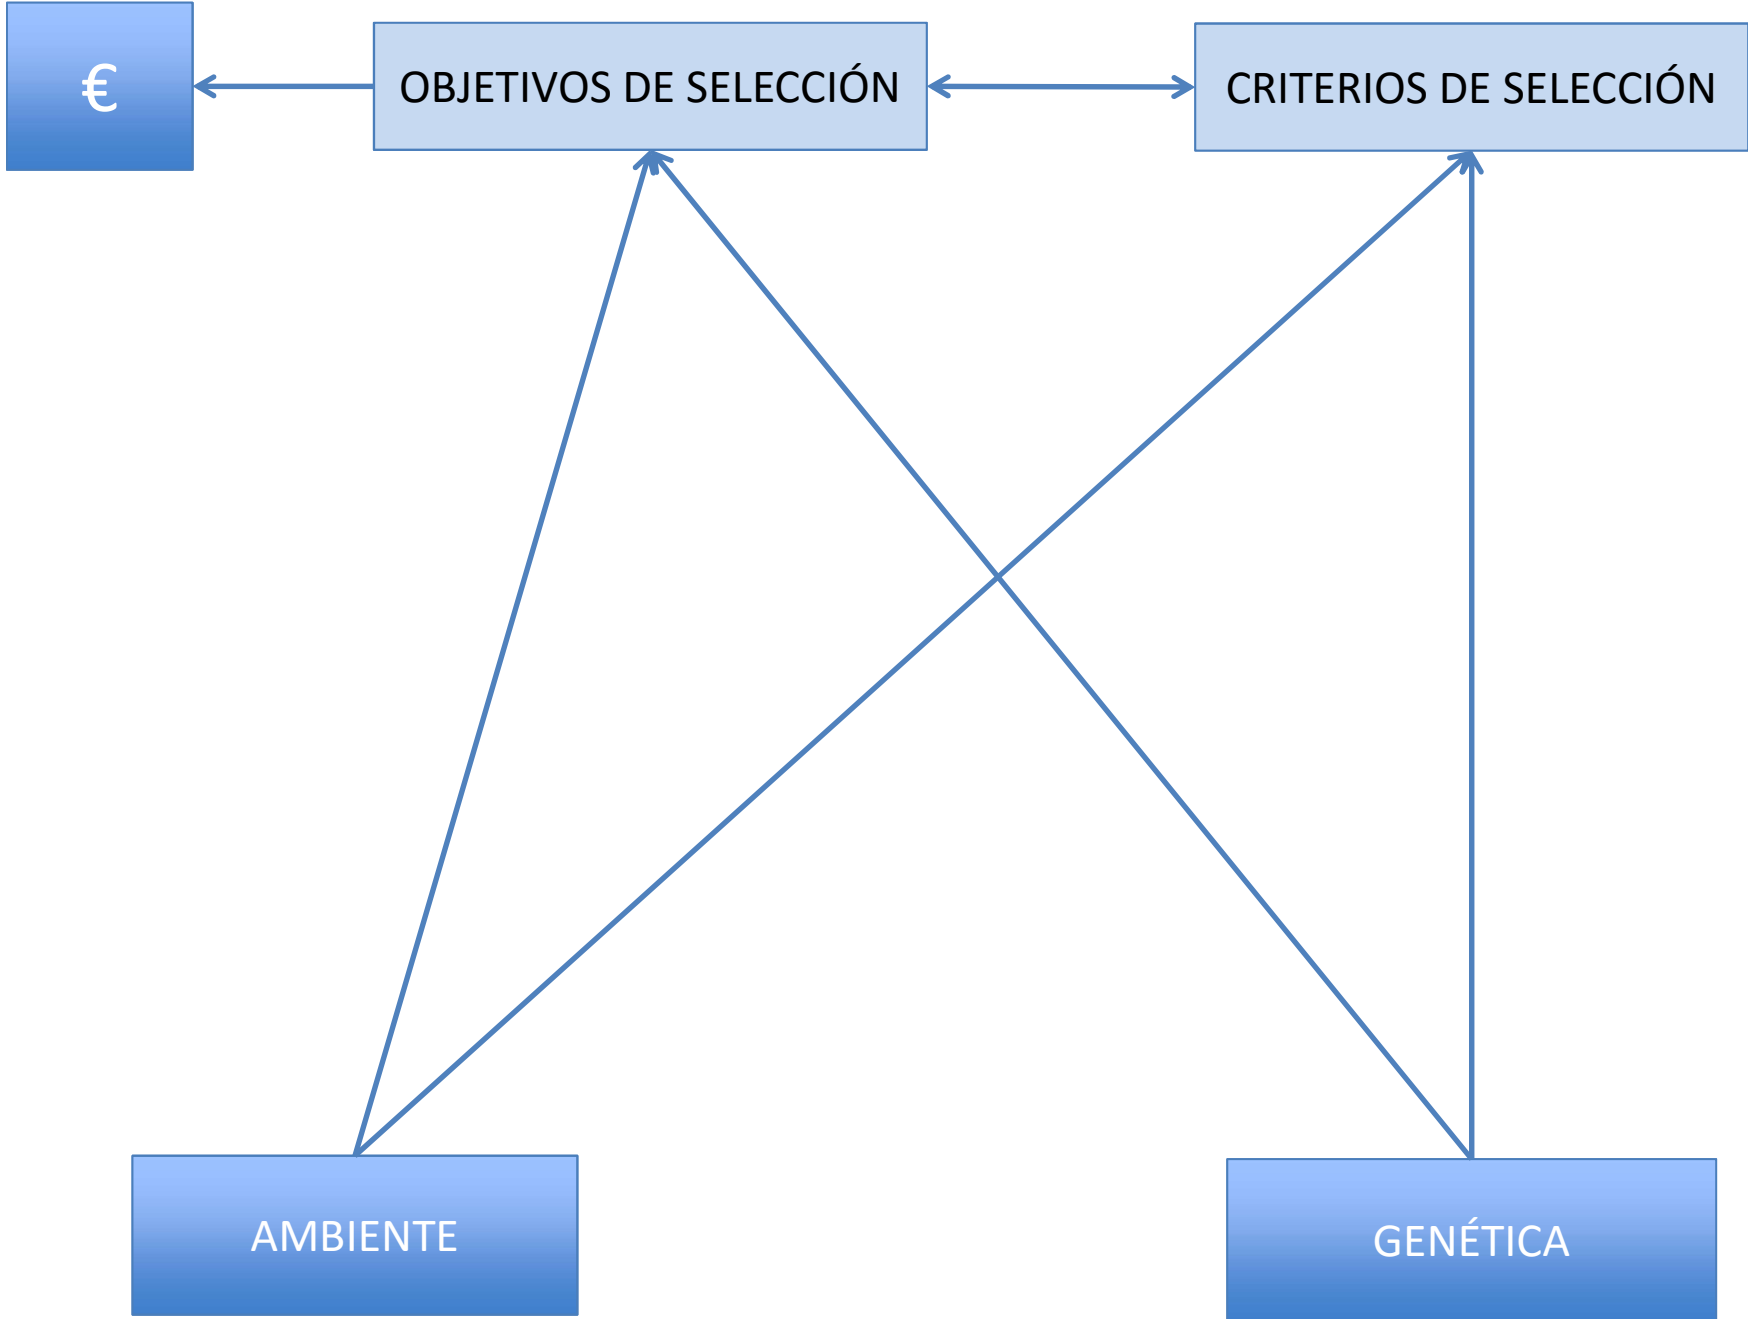 €
OBJETIVOS DE SELECCIÓN
CRITERIOS DE SELECCIÓN
AMBIENTE
GENÉTICA